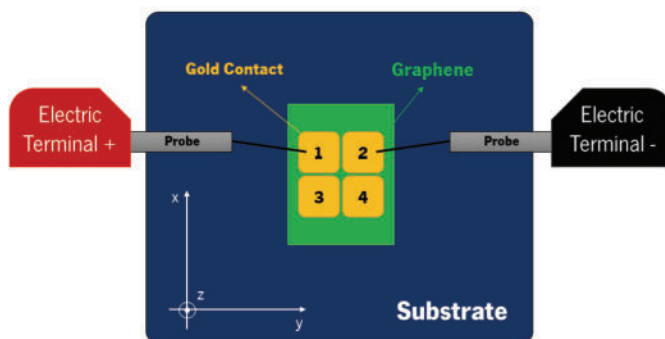 Gold Contact
Graphene
Electric
Terminal +
Probe
1
2
Probe
Electric
Terminal -
3
4
x
z
y
Substrate